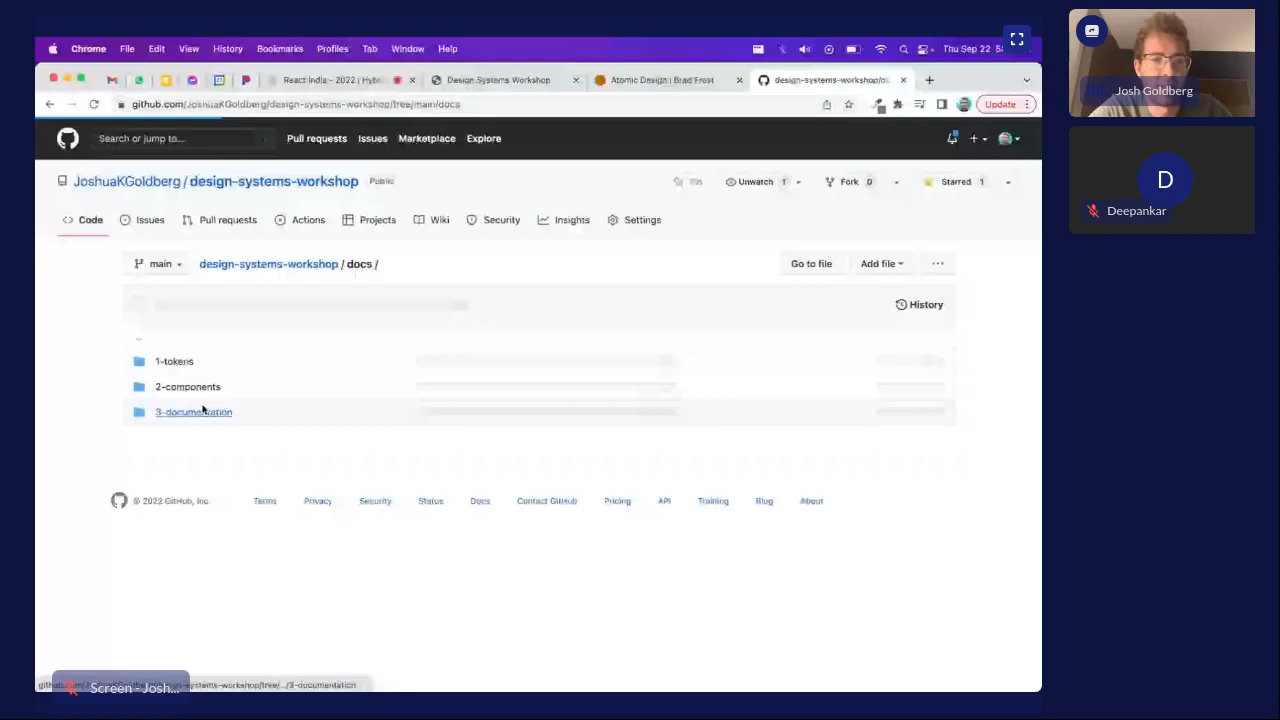 Chrome File Edit View History Bookmarks Profiles Tab Window Help Thu Sep 22
React India – 2022 | Hybri
Design Systems Workshop
Atomic Design | Brad Frost
design-systems-workshop/do
github.com/JoshuaKGoldberg/design-systems-workshop/tree/main/docs
Update
Search or jump to...
Pull requests Issues Marketplace Explore
JoshuaKGoldberg / design-systems-workshop Public
Unwatch 1
Fork 0
Starred 1
Code Issues Pull requests Actions Projects Wiki Security Insights Settings
main
design-systems-workshop / docs /
Go to file
Add file
...
History
..
1-tokens
2-components
3-documentation
© 2022 GitHub, Inc.
Terms Privacy Security Status Docs Contact GitHub Pricing API Training Blog About
Screen - Josh...
Josh Goldberg
D
Deepankar